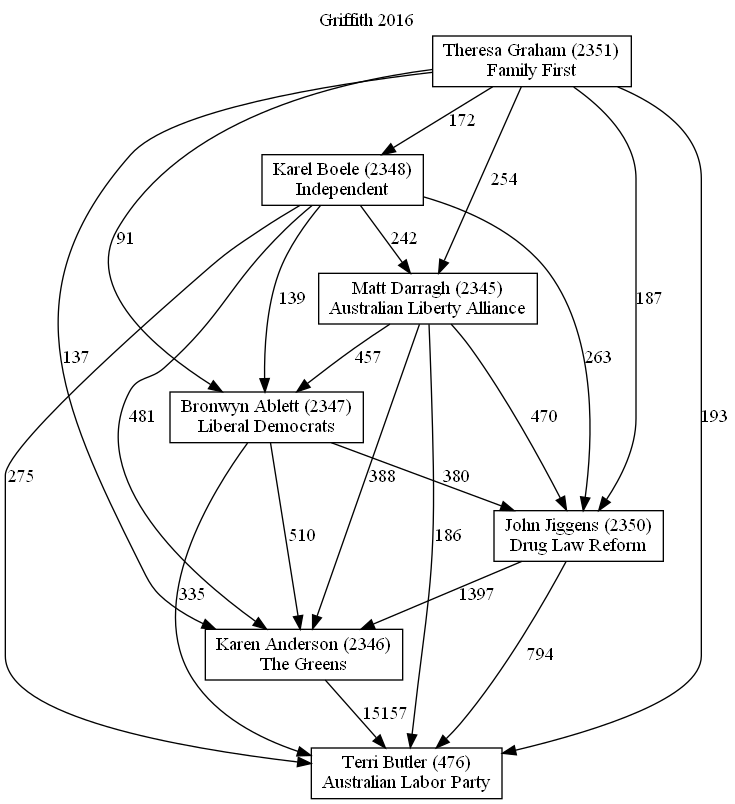 Griffith 2016
Theresa Graham (2351)
Family First
172
Karel Boele (2348)
Independent
254
91
242
139
187
Matt Darragh (2345)
Australian Liberty Alliance
137
457
263
481
470
193
Bronwyn Ablett (2347)
Liberal Democrats
275
388
380
510
186
John Jiggens (2350)
Drug Law Reform
335
1397
Karen Anderson (2346)
The Greens
794
15157
Terri Butler (476)
Australian Labor Party